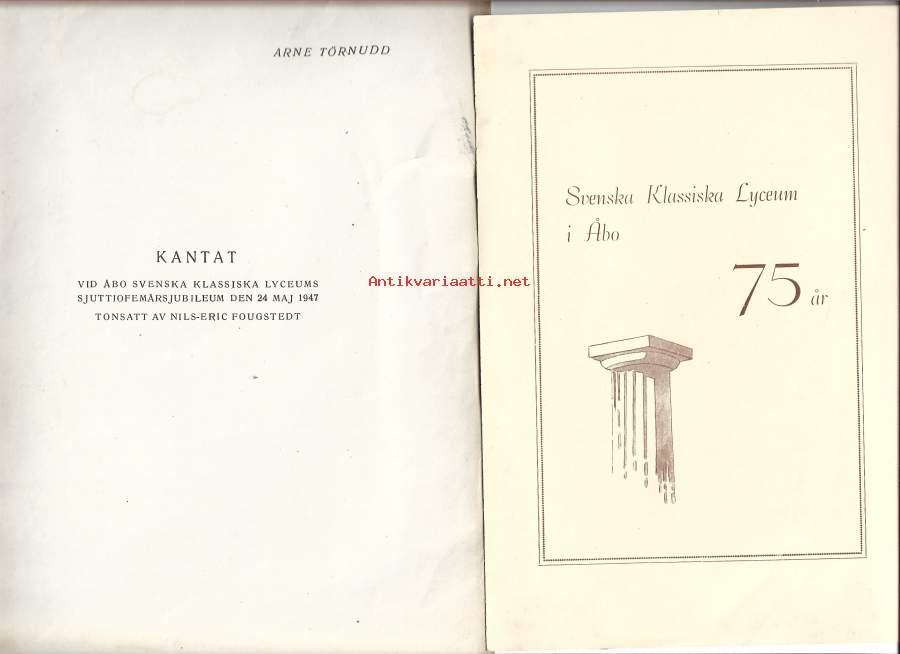 ARNE TÖRNUDD
KANTAT
VID ÅBO SVENSKA KLASSISKA LYCEUMS
SJUTTIOFEMÅRSJUBILEUM DEN 24 MAJ 1947
TONSATT AV NILS-ERIC FOUGSTEDT
Svenska Klassiska Lyceum
i Åbo
75 år
Antikvariaatti.net